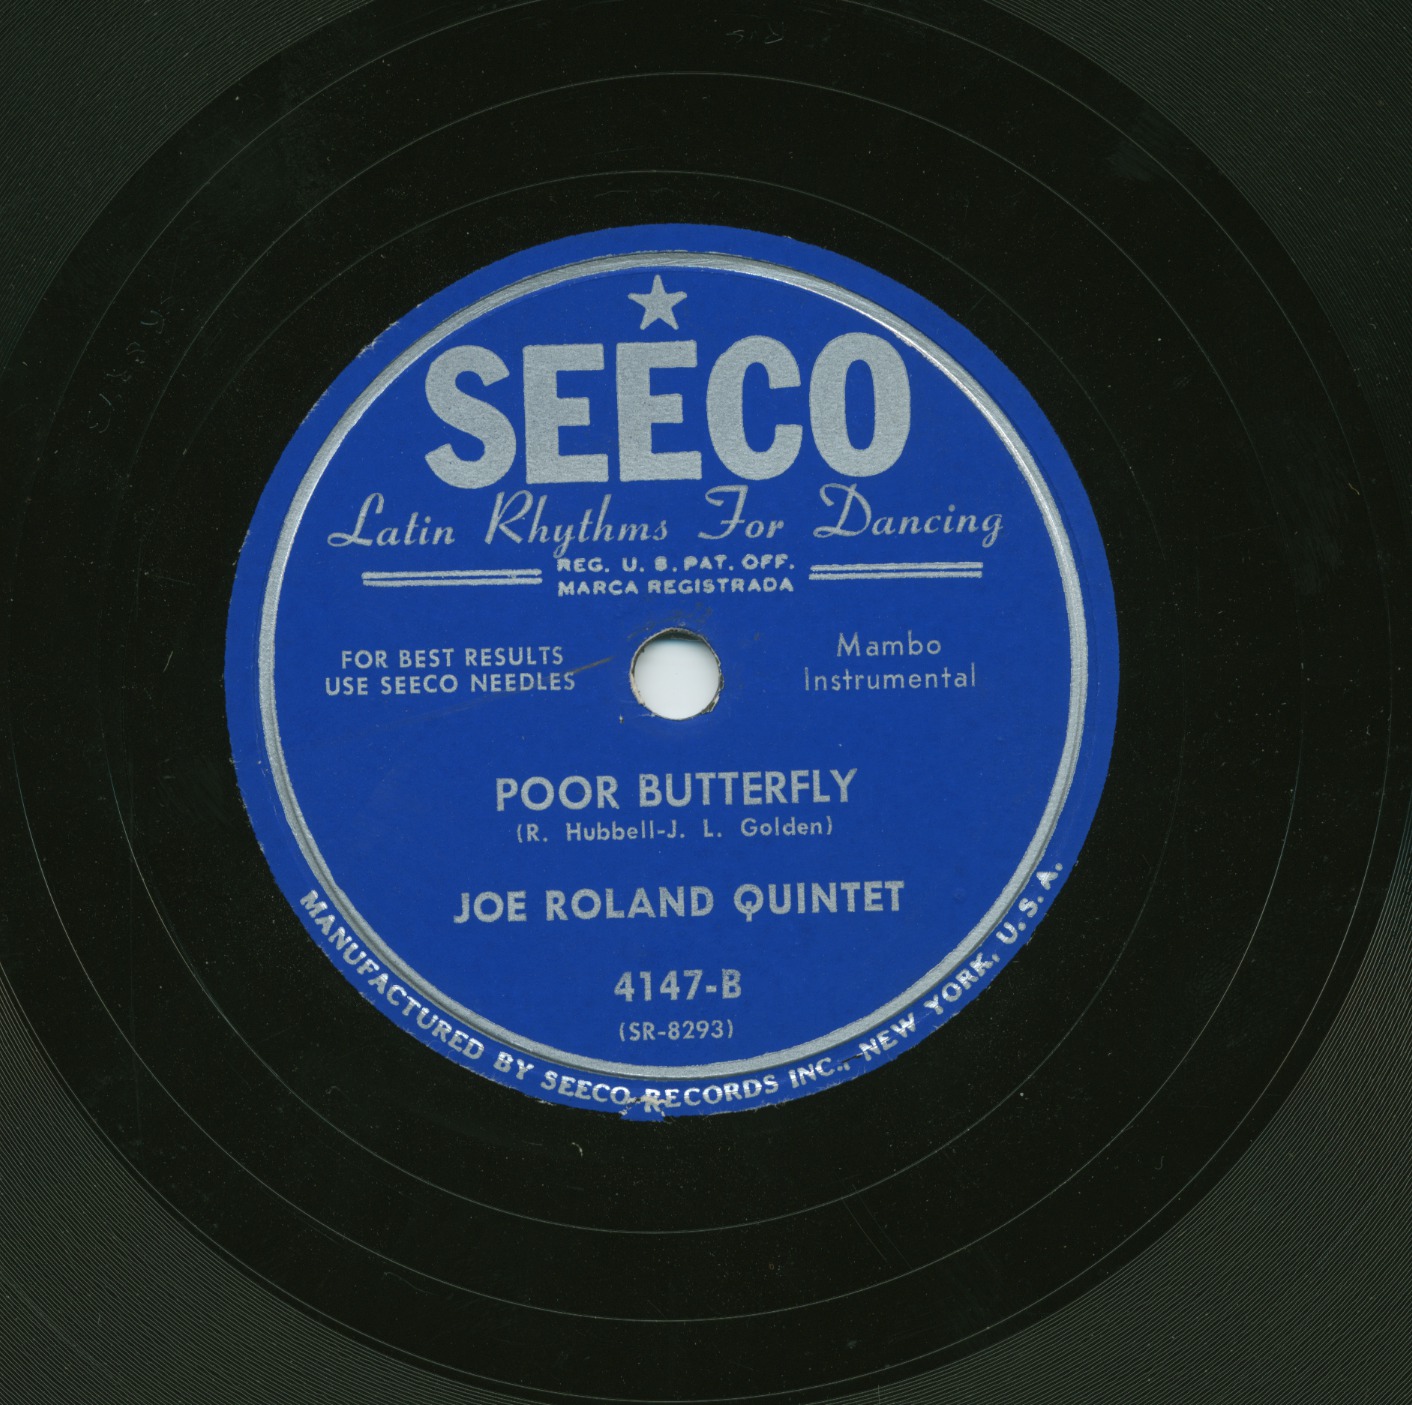 SEECO
Latin Rhythms For Dancing
REG. U. S. PAT. OFF.
MARCA REGISTRADA
FOR BEST RESULTS
USE SEECO NEEDLES
Mambo
Instrumental
POOR BUTTERFLY
(R. Hubbell-J. L. Golden)
JOE ROLAND QUINTET
4147-B
(SR-8293)
MANUFACTURED BY SEECO RECORDS INC., NEW YORK, U. S. A.